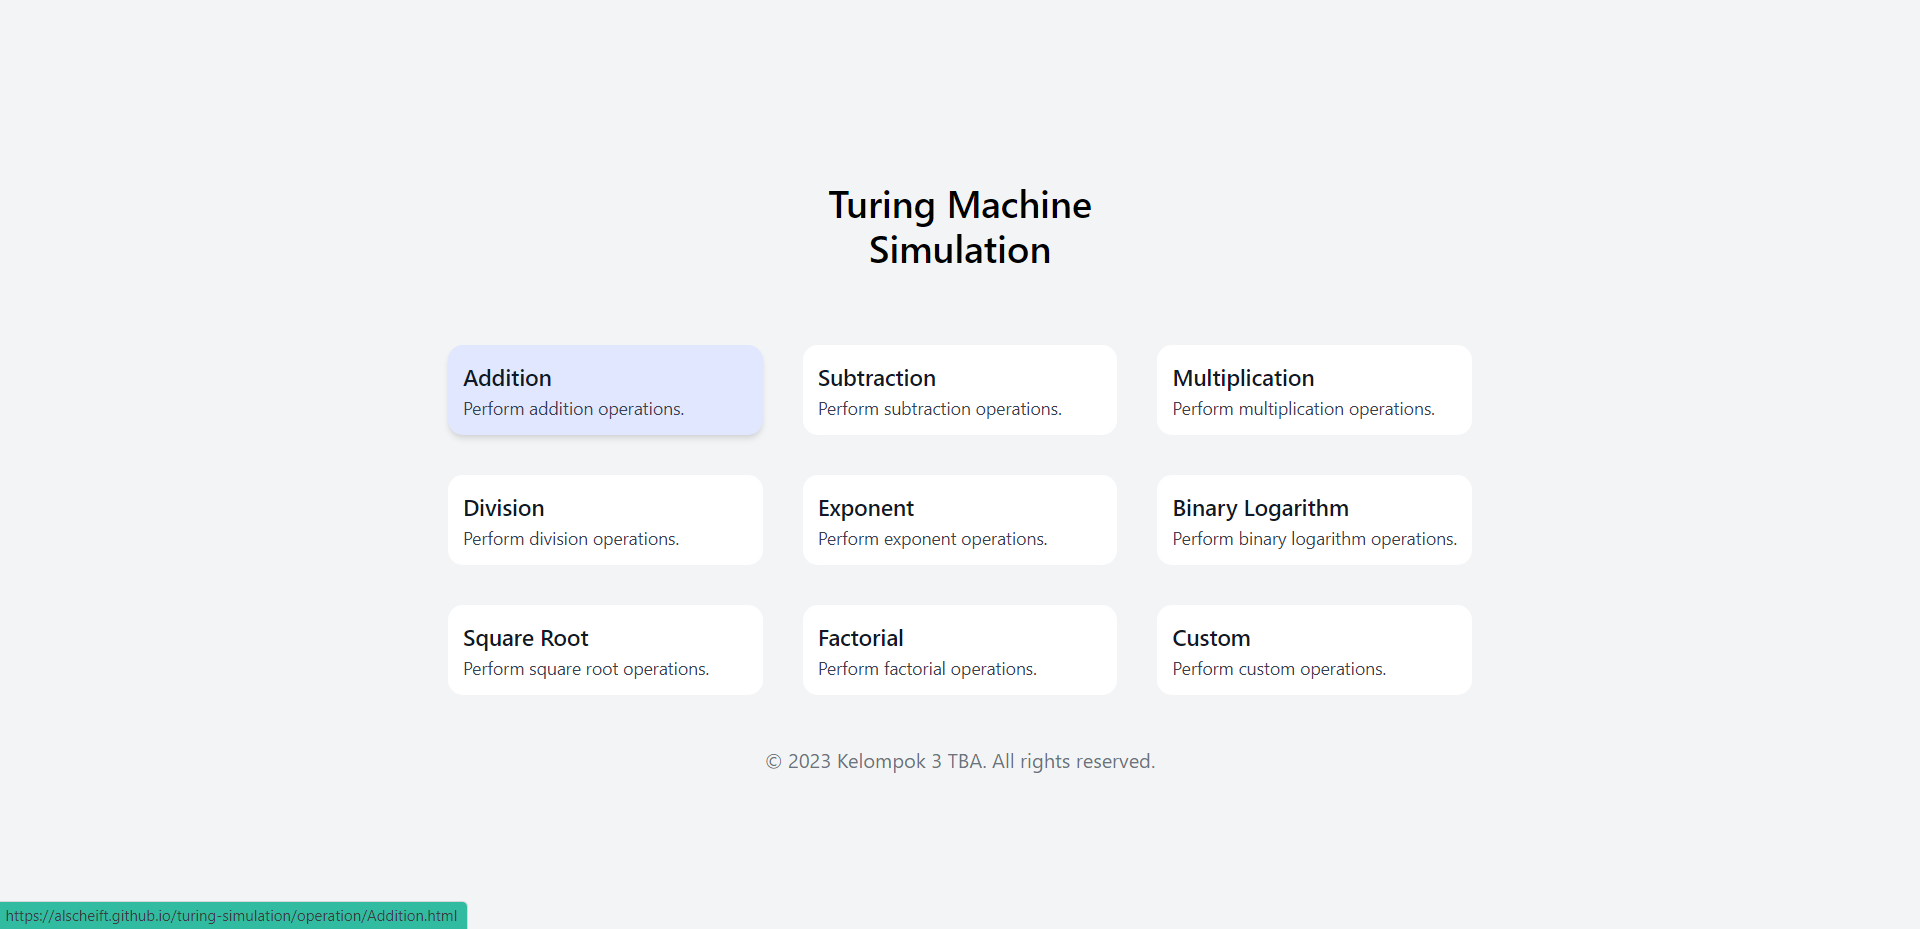 Turing Machine
Simulation
Addition
Perform addition operations.
Subtraction
Perform subtraction operations.
Multiplication
Perform multiplication operations.
Division
Perform division operations.
Exponent
Perform exponent operations.
Binary Logarithm
Perform binary logarithm operations.
Square Root
Perform square root operations.
Factorial
Perform factorial operations.
Custom
Perform custom operations.
© 2023 Kelompok 3 TBA. All rights reserved.
https://alscheift.github.io/turing-simulation/operation/Addition.html